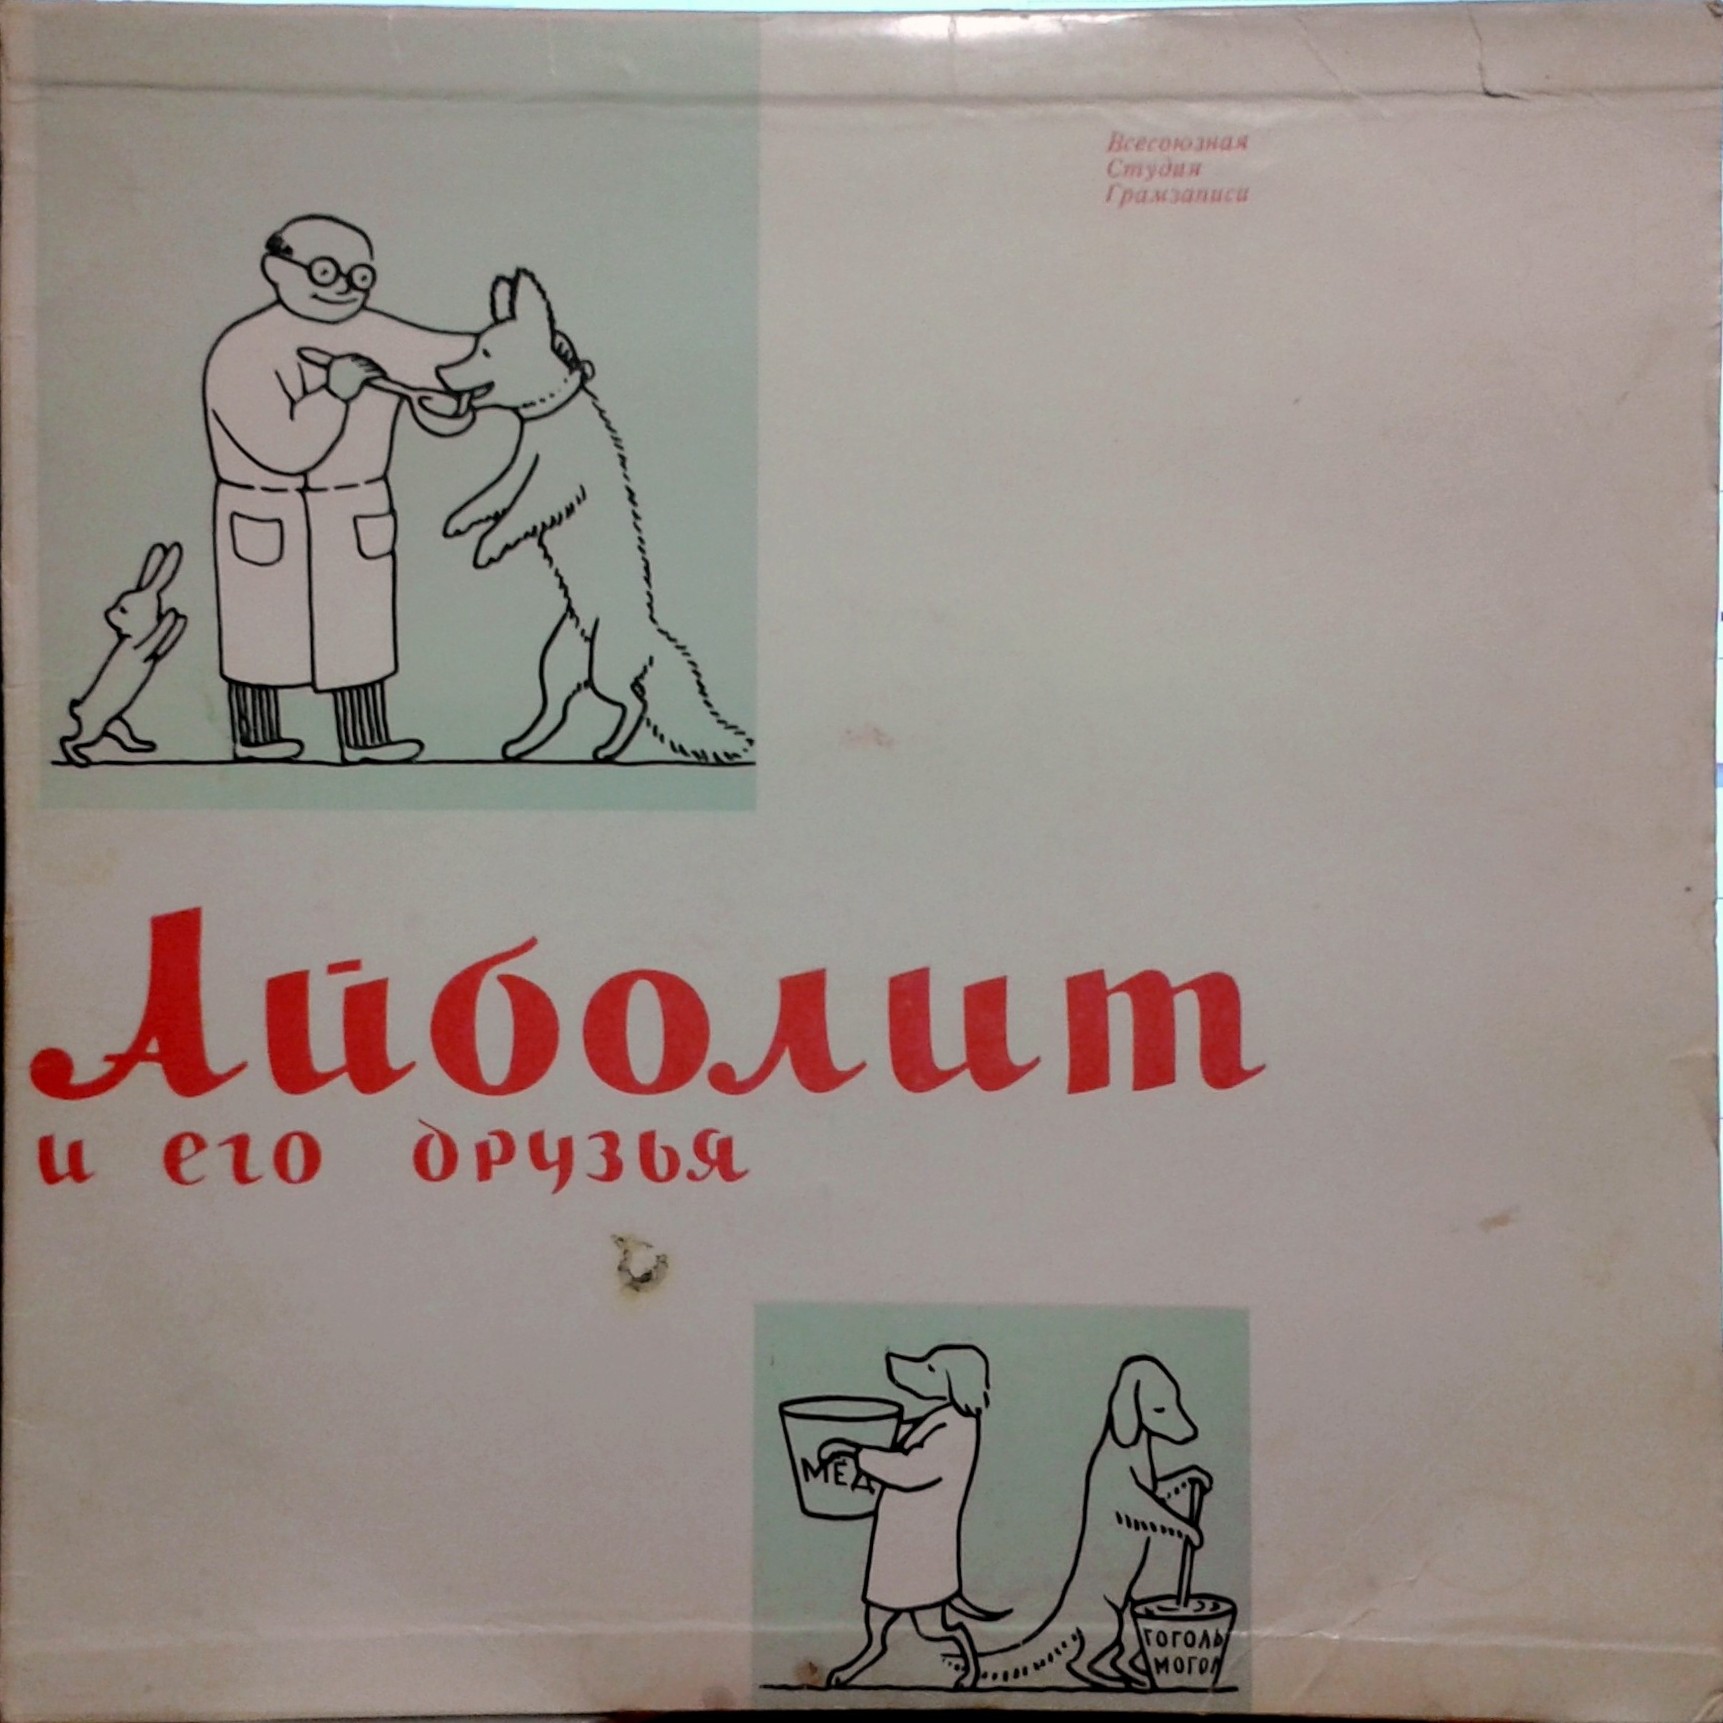 Всесоюзная
Студия
Грамзаписи
Айболит
и его друзья
МЁД
ГОГОЛЬ
МОГОЛ